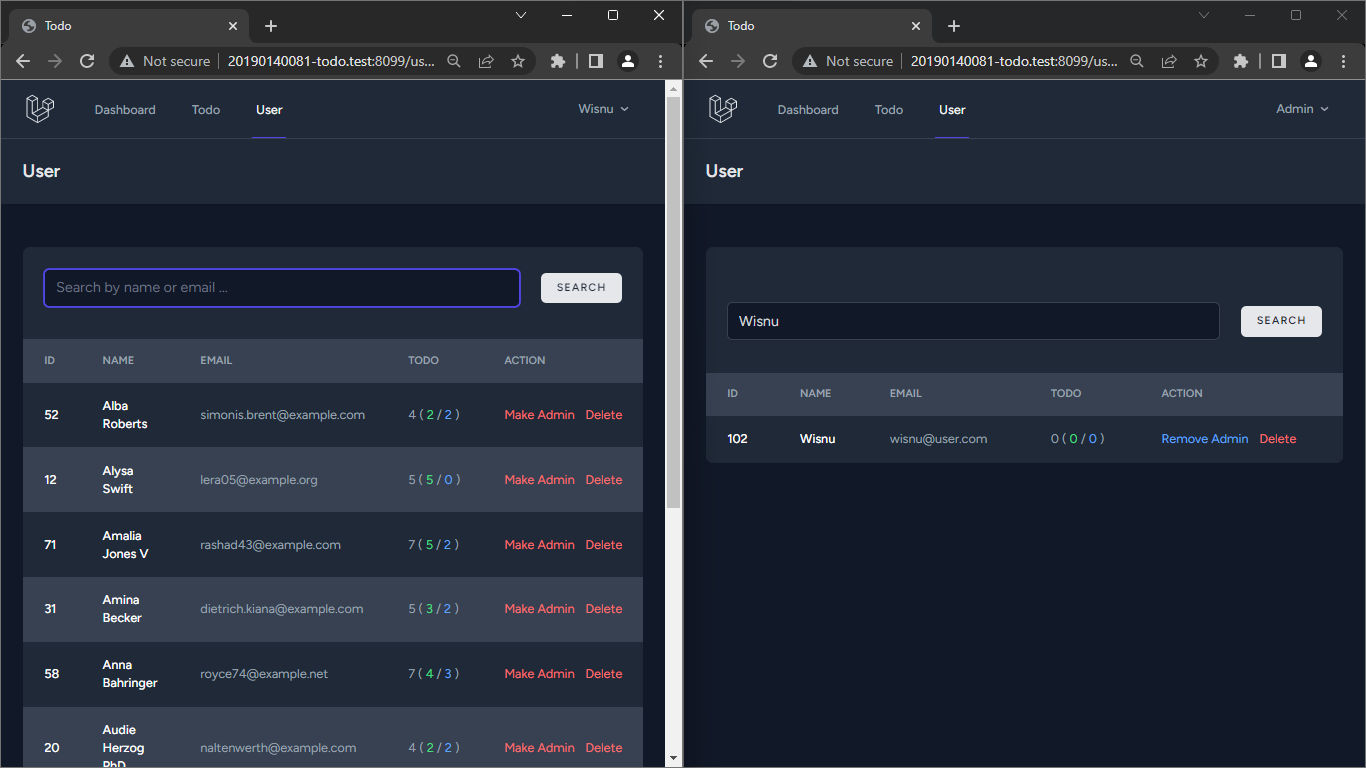 Todo
Not secure 20190140081-todo.test:8099/us...
Dashboard Todo User Wisnu
User
Search by name or email ...
SEARCH
ID NAME EMAIL TODO ACTION
52 Alba Roberts simonis.brent@example.com 4 ( 2 / 2 ) Make Admin Delete
12 Alysa Swift lera05@example.org 5 ( 5 / 0 ) Make Admin Delete
71 Amalia Jones V rashad43@example.com 7 ( 5 / 2 ) Make Admin Delete
31 Amina Becker dietrich.kiana@example.com 5 ( 3 / 2 ) Make Admin Delete
58 Anna Bahringer royce74@example.net 7 ( 4 / 3 ) Make Admin Delete
20 Audie Herzog PhD naltenwerth@example.com 4 ( 2 / 2 ) Make Admin Delete
Todo
Not secure 20190140081-todo.test:8099/us...
Dashboard Todo User Admin
User
Wisnu
SEARCH
ID NAME EMAIL TODO ACTION
102 Wisnu wisnu@user.com 0 ( 0 / 0 ) Remove Admin Delete